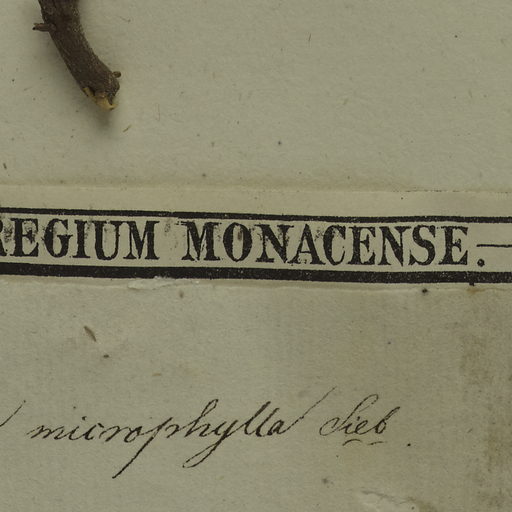 REGIUM MONACENSE.—
microphylla Sieb.